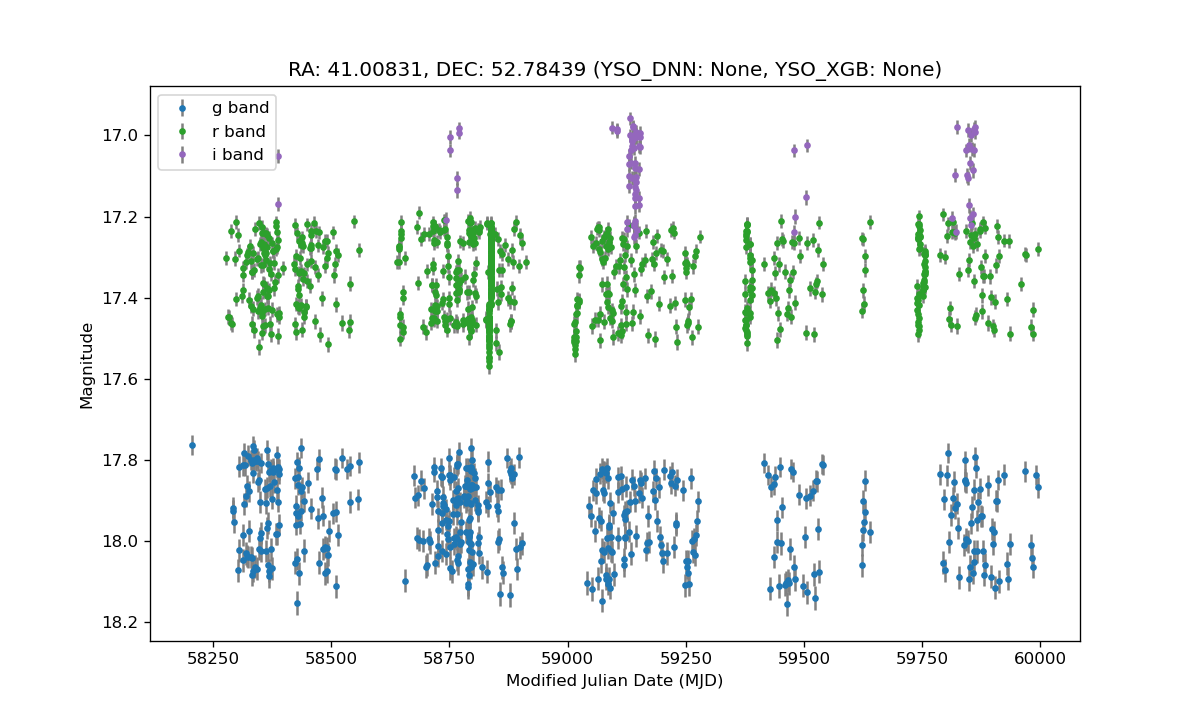 RA: 41.00831, DEC: 52.78439 (YSO_DNN: None, YSO_XGB: None)
g band
r band
i band
17.0
17.2
17.4
17.6
17.8
18.0
18.2
Magnitude
58250 58500 58750 59000 59250 59500 59750 60000
Modified Julian Date (MJD)